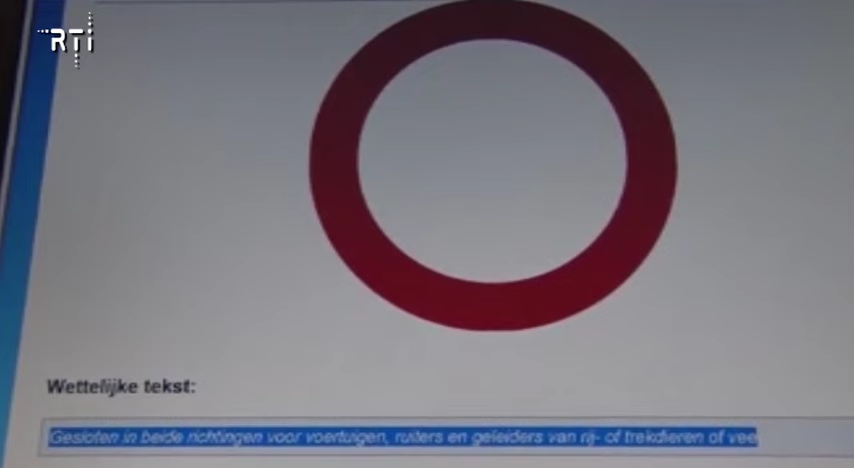 RTi
Wettelijke tekst:
Gesloten in beide richtingen voor voertuigen, ruiters en geleiders van rij- of trekdieren of vee